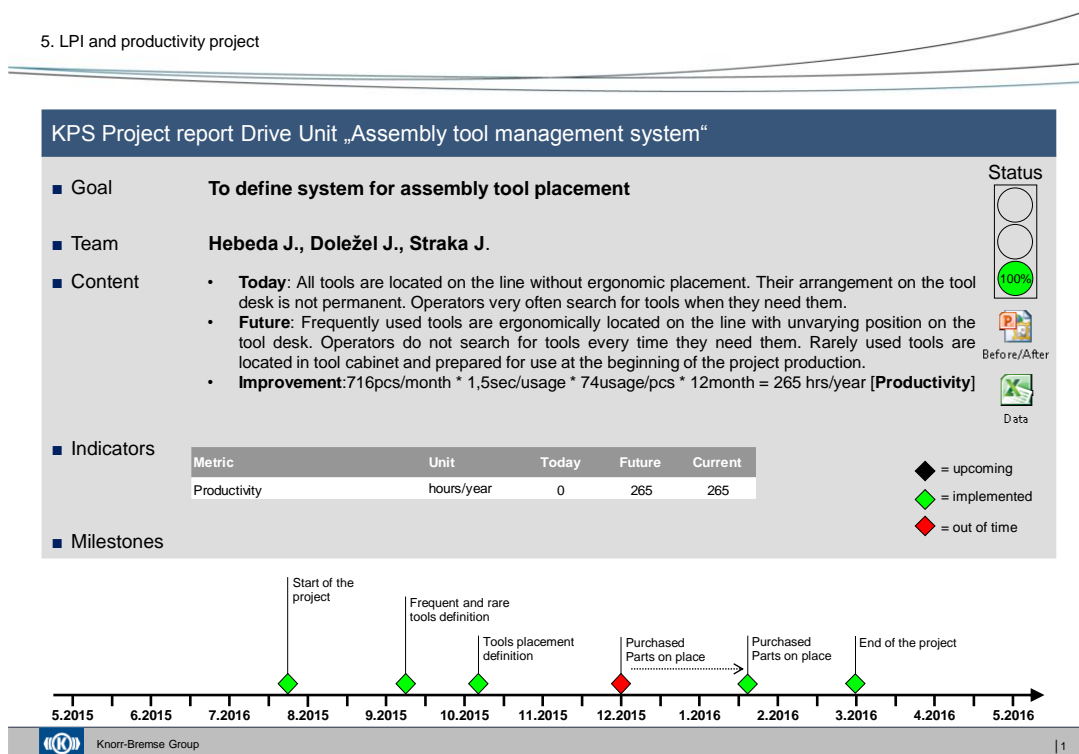 5. LPI and productivity project
KPS Project report Drive Unit „Assembly tool management system“
Status
■ Goal To define system for assembly tool placement
■ Team Hebeda J., Doležel J., Straka J.
■ Content
• Today: All tools are located on the line without ergonomic placement. Their arrangement on the tool
desk is not permanent. Operators very often search for tools when they need them.
• Future: Frequently used tools are ergonomically located on the line with unvarying position on the
tool desk. Operators do not search for tools every time they need them. Rarely used tools are
located in tool cabinet and prepared for use at the beginning of the project production.
• Improvement:716pcs/month * 1,5sec/usage * 74usage/pcs * 12month = 265 hrs/year [Productivity]
100%
Before/After
Data
■ Indicators
Metric Unit Today Future Current
Productivity hours/year 0 265 265
= upcoming
= implemented
= out of time
■ Milestones
Start of the
project
Frequent and rare
tools definition
Tools placement
definition
Purchased
Parts on place
Purchased
Parts on place
End of the project
5.2015 6.2015 7.2016 8.2015 9.2015 10.2015 11.2015 12.2015 1.2016 2.2016 3.2016 4.2016 5.2016
Knorr-Bremse Group
|1